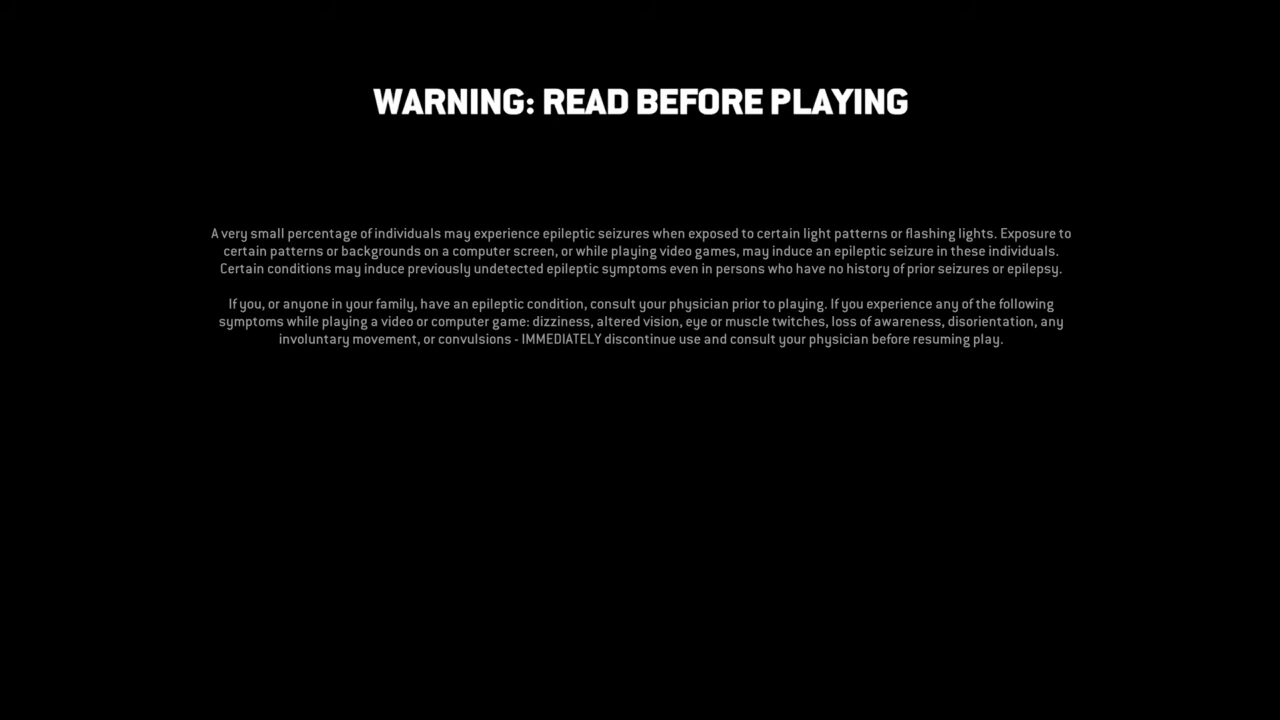 WARNING: READ BEFORE PLAYING
A very small percentage of individuals may experience epileptic seizures when exposed to certain light patterns or flashing lights. Exposure to
certain patterns or backgrounds on a computer screen, or while playing video games, may induce an epileptic seizure in these individuals.
Certain conditions may induce previously undetected epileptic symptoms even in persons who have no history of prior seizures or epilepsy.
If you, or anyone in your family, have an epileptic condition, consult your physician prior to playing. If you experience any of the following
symptoms while playing a video or computer game: dizziness, altered vision, eye or muscle twitches, loss of awareness, disorientation, any
involuntary movement, or convulsions - IMMEDIATELY discontinue use and consult your physician before resuming play.